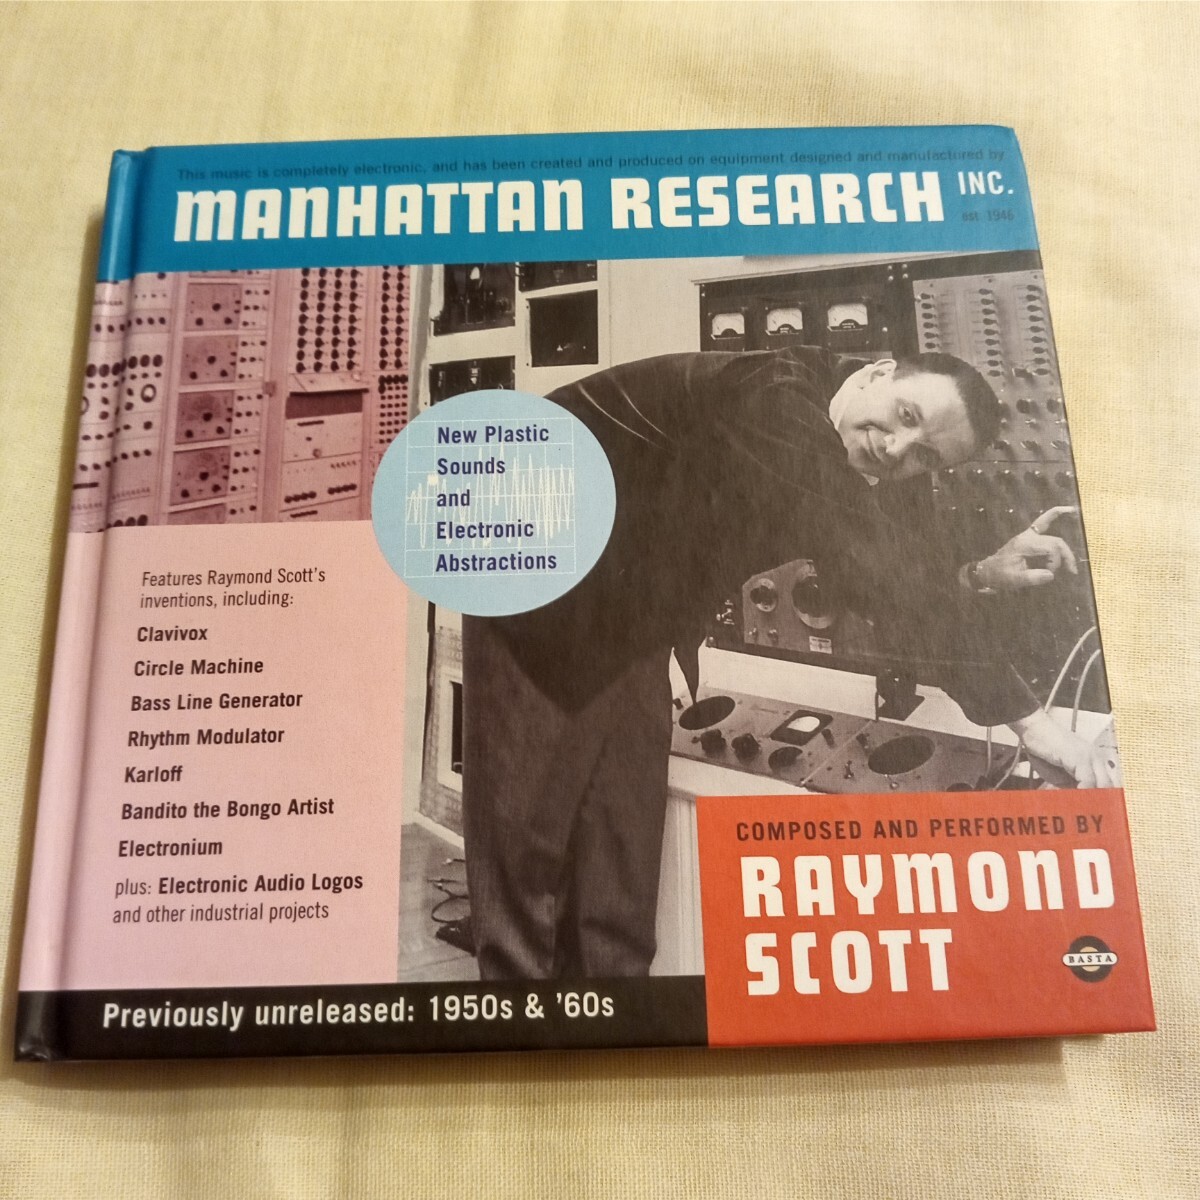 This music is completely electronic, and has been created and produced on equipment designed and manufactured by
MANHATTAN RESEARCH INC.
est. 1946
New Plastic
Sounds
and
Electronic
Abstractions
Features Raymond Scott's
inventions, including:
Clavivox
Circle Machine
Bass Line Generator
Rhythm Modulator
Karloff
Bandito the Bongo Artist
Electronium
plus: Electronic Audio Logos
and other industrial projects
COMPOSED AND PERFORMED BY
RAYMOND
SCOTT
BASTA
Previously unreleased: 1950s & '60s